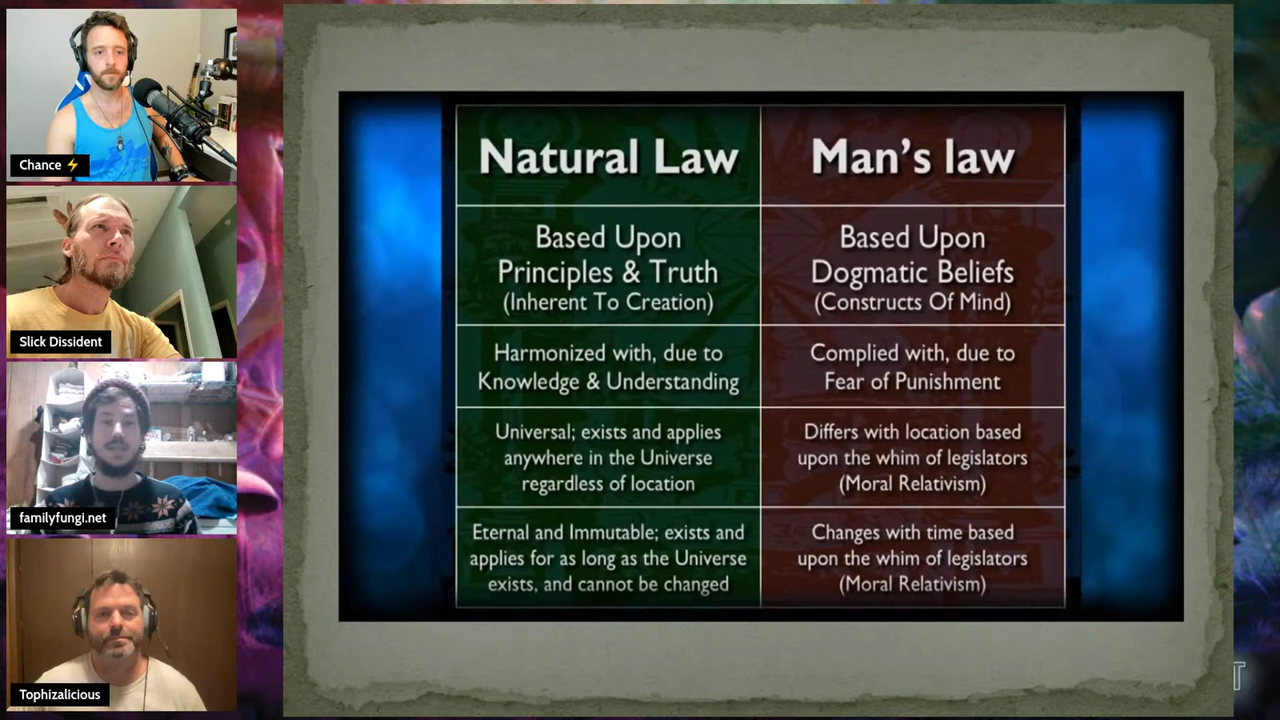 Chance ⚡
Slick Dissident
familyfungi.net
Tophizalicious
Natural Law
Man's law
Based Upon
Principles & Truth
(Inherent To Creation)
Based Upon
Dogmatic Beliefs
(Constructs Of Mind)
Harmonized with, due to
Knowledge & Understanding
Complied with, due to
Fear of Punishment
Universal; exists and applies
anywhere in the Universe
regardless of location
Differs with location based
upon the whim of legislators
(Moral Relativism)
Eternal and Immutable; exists and
applies for as long as the Universe
exists, and cannot be changed
Changes with time based
upon the whim of legislators
(Moral Relativism)